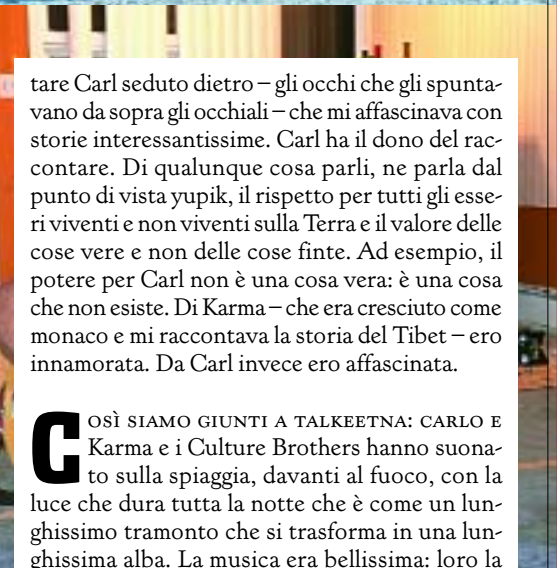 tare Carl seduto dietro – gli occhi che gli spunta-
vano da sopra gli occhiali – che mi affascinava con
storie interessantissime. Carl ha il dono del rac-
contare. Di qualunque cosa parli, ne parla dal
punto di vista yupik, il rispetto per tutti gli esse-
ri viventi e non viventi sulla Terra e il valore delle
cose vere e non delle cose finte. Ad esempio, il
potere per Carl non è una cosa vera: è una cosa
che non esiste. Di Karma – che era cresciuto come
monaco e mi raccontava la storia del Tibet – ero
innamorata. Da Carl invece ero affascinata.
COSÌ SIAMO GIUNTI A TALKEETNA: CARLO E
Karma e i Culture Brothers hanno suona-
to sulla spiaggia, davanti al fuoco, con la
luce che dura tutta la notte che è come un lun-
ghissimo tramonto che si trasforma in una lun-
ghissima alba. La musica era bellissima: loro la